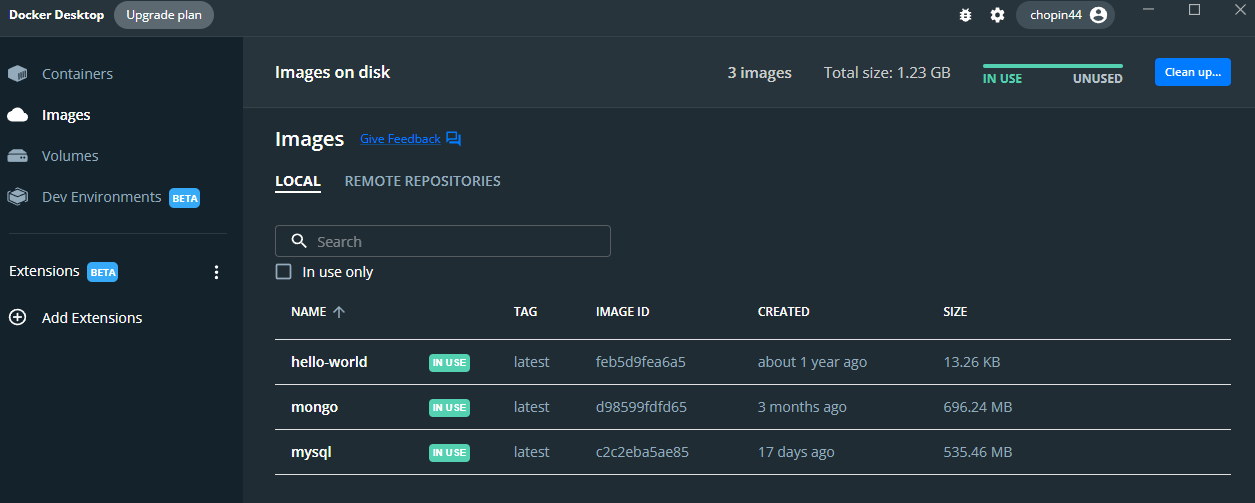 Docker Desktop Upgrade plan chopin44
Containers
Images
Volumes
Dev Environments BETA
Extensions BETA
Add Extensions
Images on disk 3 images Total size: 1.23 GB IN USE UNUSED Clean up...
Images Give Feedback
LOCAL REMOTE REPOSITORIES
Search
In use only
NAME TAG IMAGE ID CREATED SIZE
hello-world IN USE latest feb5d9fea6a5 about 1 year ago 13.26 KB
mongo IN USE latest d98599fdfd65 3 months ago 696.24 MB
mysql IN USE latest c2c2eba5ae85 17 days ago 535.46 MB